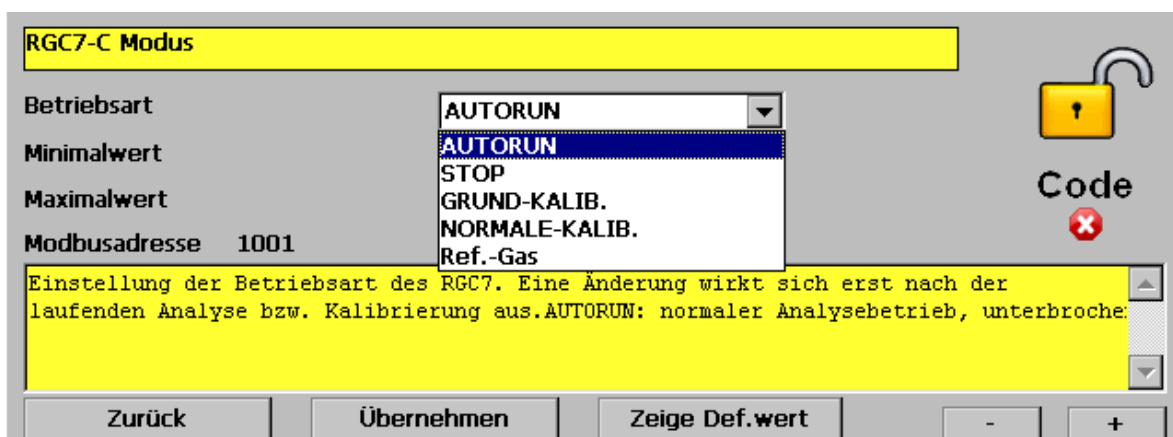 RGC7-C Modus
Betriebsart
AUTORUN
AUTORUN
STOP
GRUND-KALIB.
NORMALE-KALIB.
Ref.-Gas
Minimalwert
Maximalwert
Modbusadresse 1001
Code
Einstellung der Betriebsart des RGC7. Eine Änderung wirkt sich erst nach der
laufenden Analyse bzw. Kalibrierung aus.AUTORUN: normaler Analysebetrieb, unterbroche
Zurück
Übernehmen
Zeige Def.wert
-
+